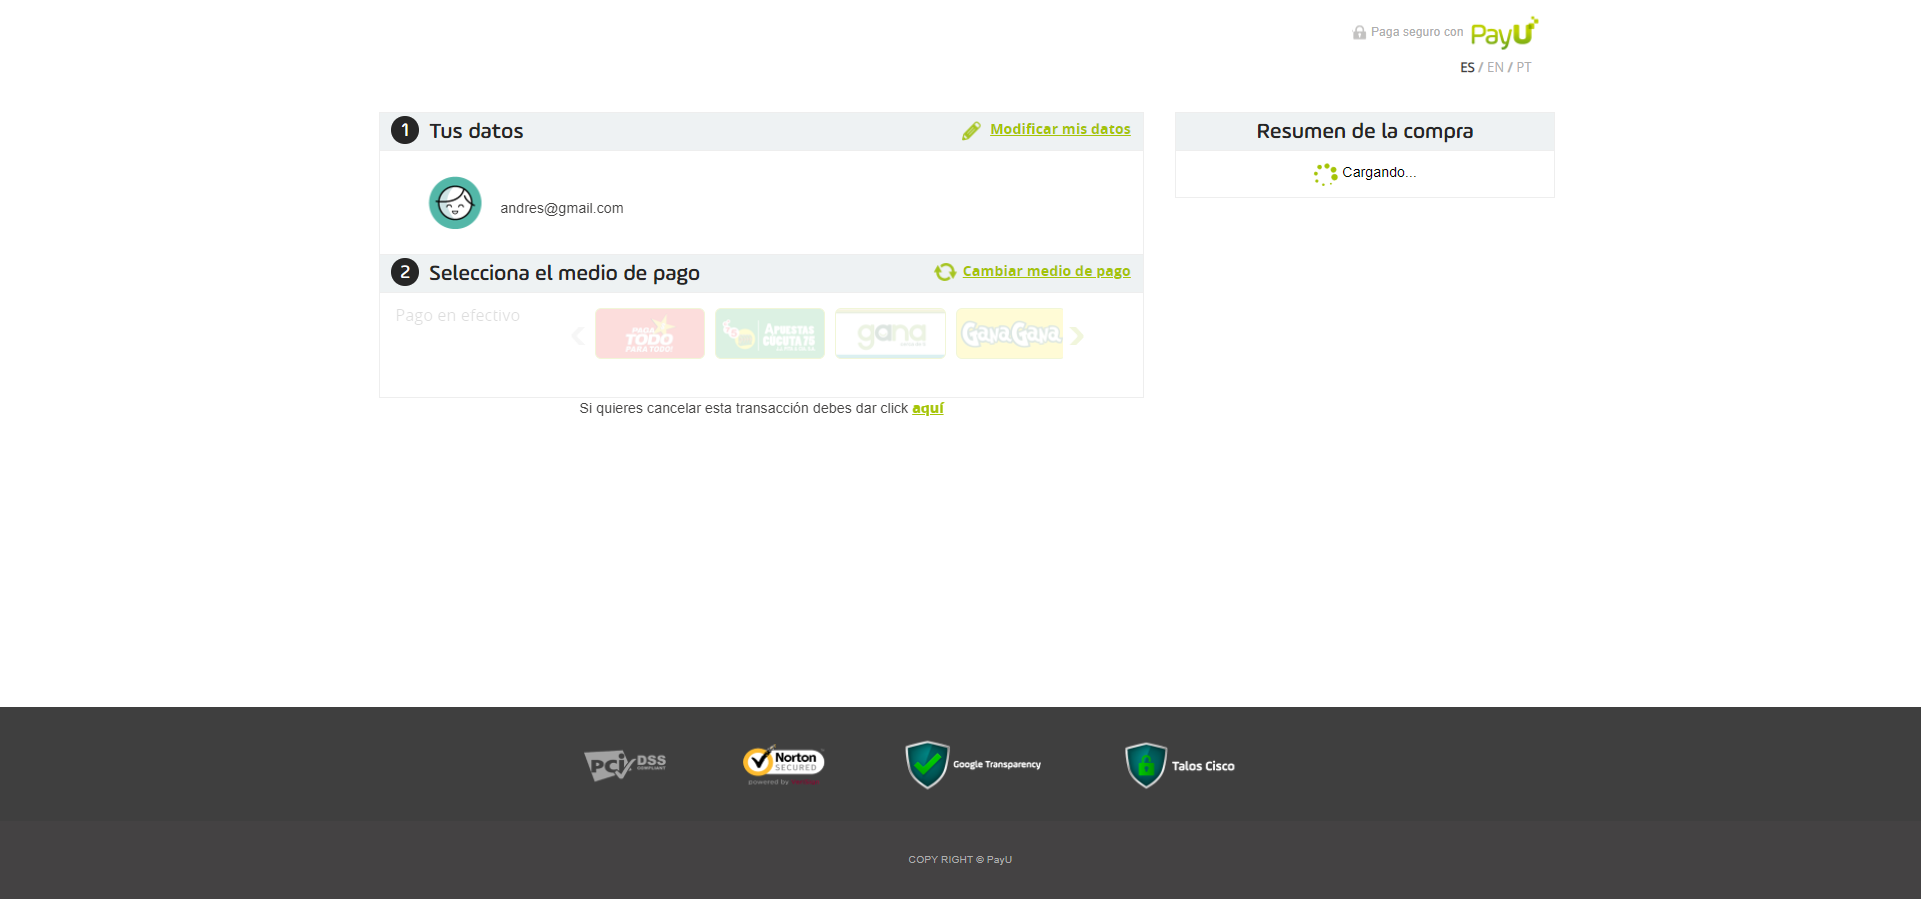 Paga seguro con PayU
ES / EN / PT
1 Tus datos
Modificar mis datos
Resumen de la compra
Cargando...
andres@gmail.com
2 Selecciona el medio de pago
Cambiar medio de pago
Pago en efectivo
PAGA
TODO
PARA TODO!
APUESTAS
CÚCUTA 75
gana
GanaGana
Si quieres cancelar esta transacción debes dar click aquí
PCI DSS
COMPLIANT
Norton
SECURED
powered by
Google Transparency
Talos Cisco
COPY RIGHT © PayU